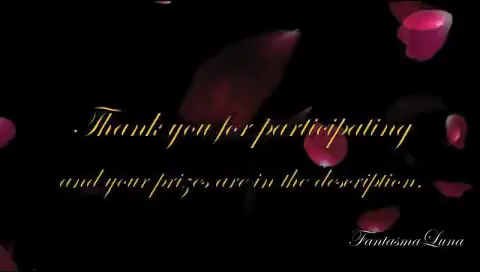 Thank you for participating
and your prizes are in the description.
FantasmaLuna